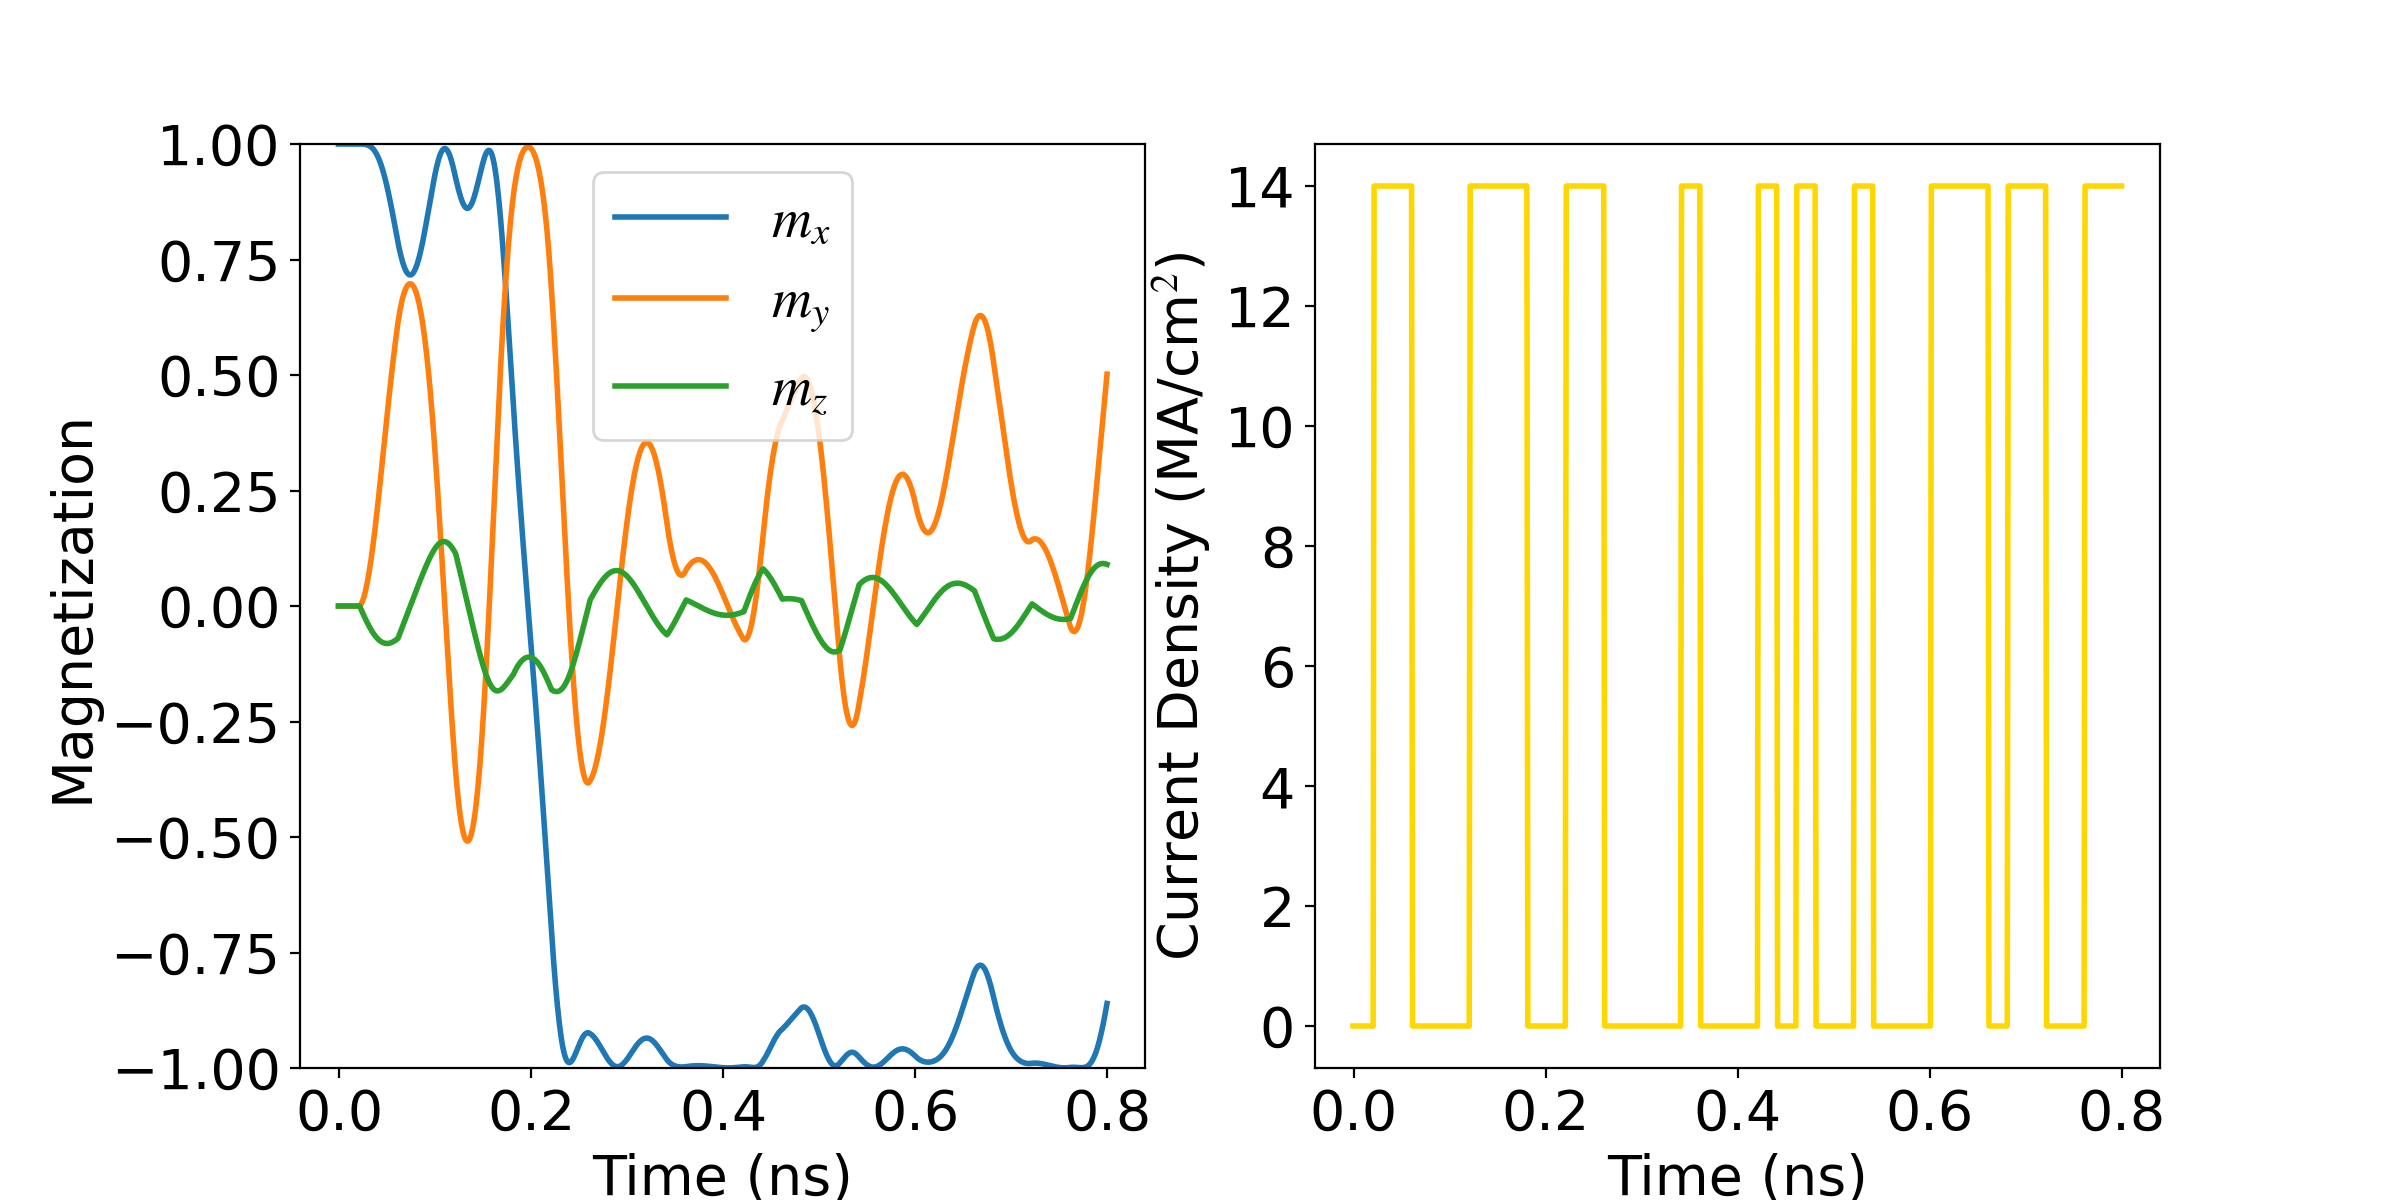 1.00
0.75
0.50
0.25
0.00
−0.25
−0.50
−0.75
−1.00
Magnetization
0.0 0.2 0.4 0.6 0.8
Time (ns)
m_x
m_y
m_z
14
12
10
8
6
4
2
0
Current Density (MA/cm²)
0.0 0.2 0.4 0.6 0.8
Time (ns)